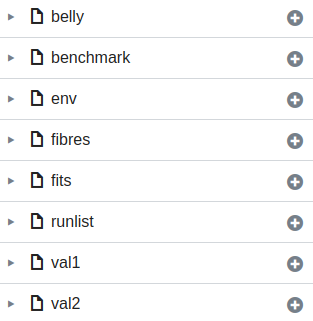 belly
benchmark
env
fibres
fits
runlist
val1
val2